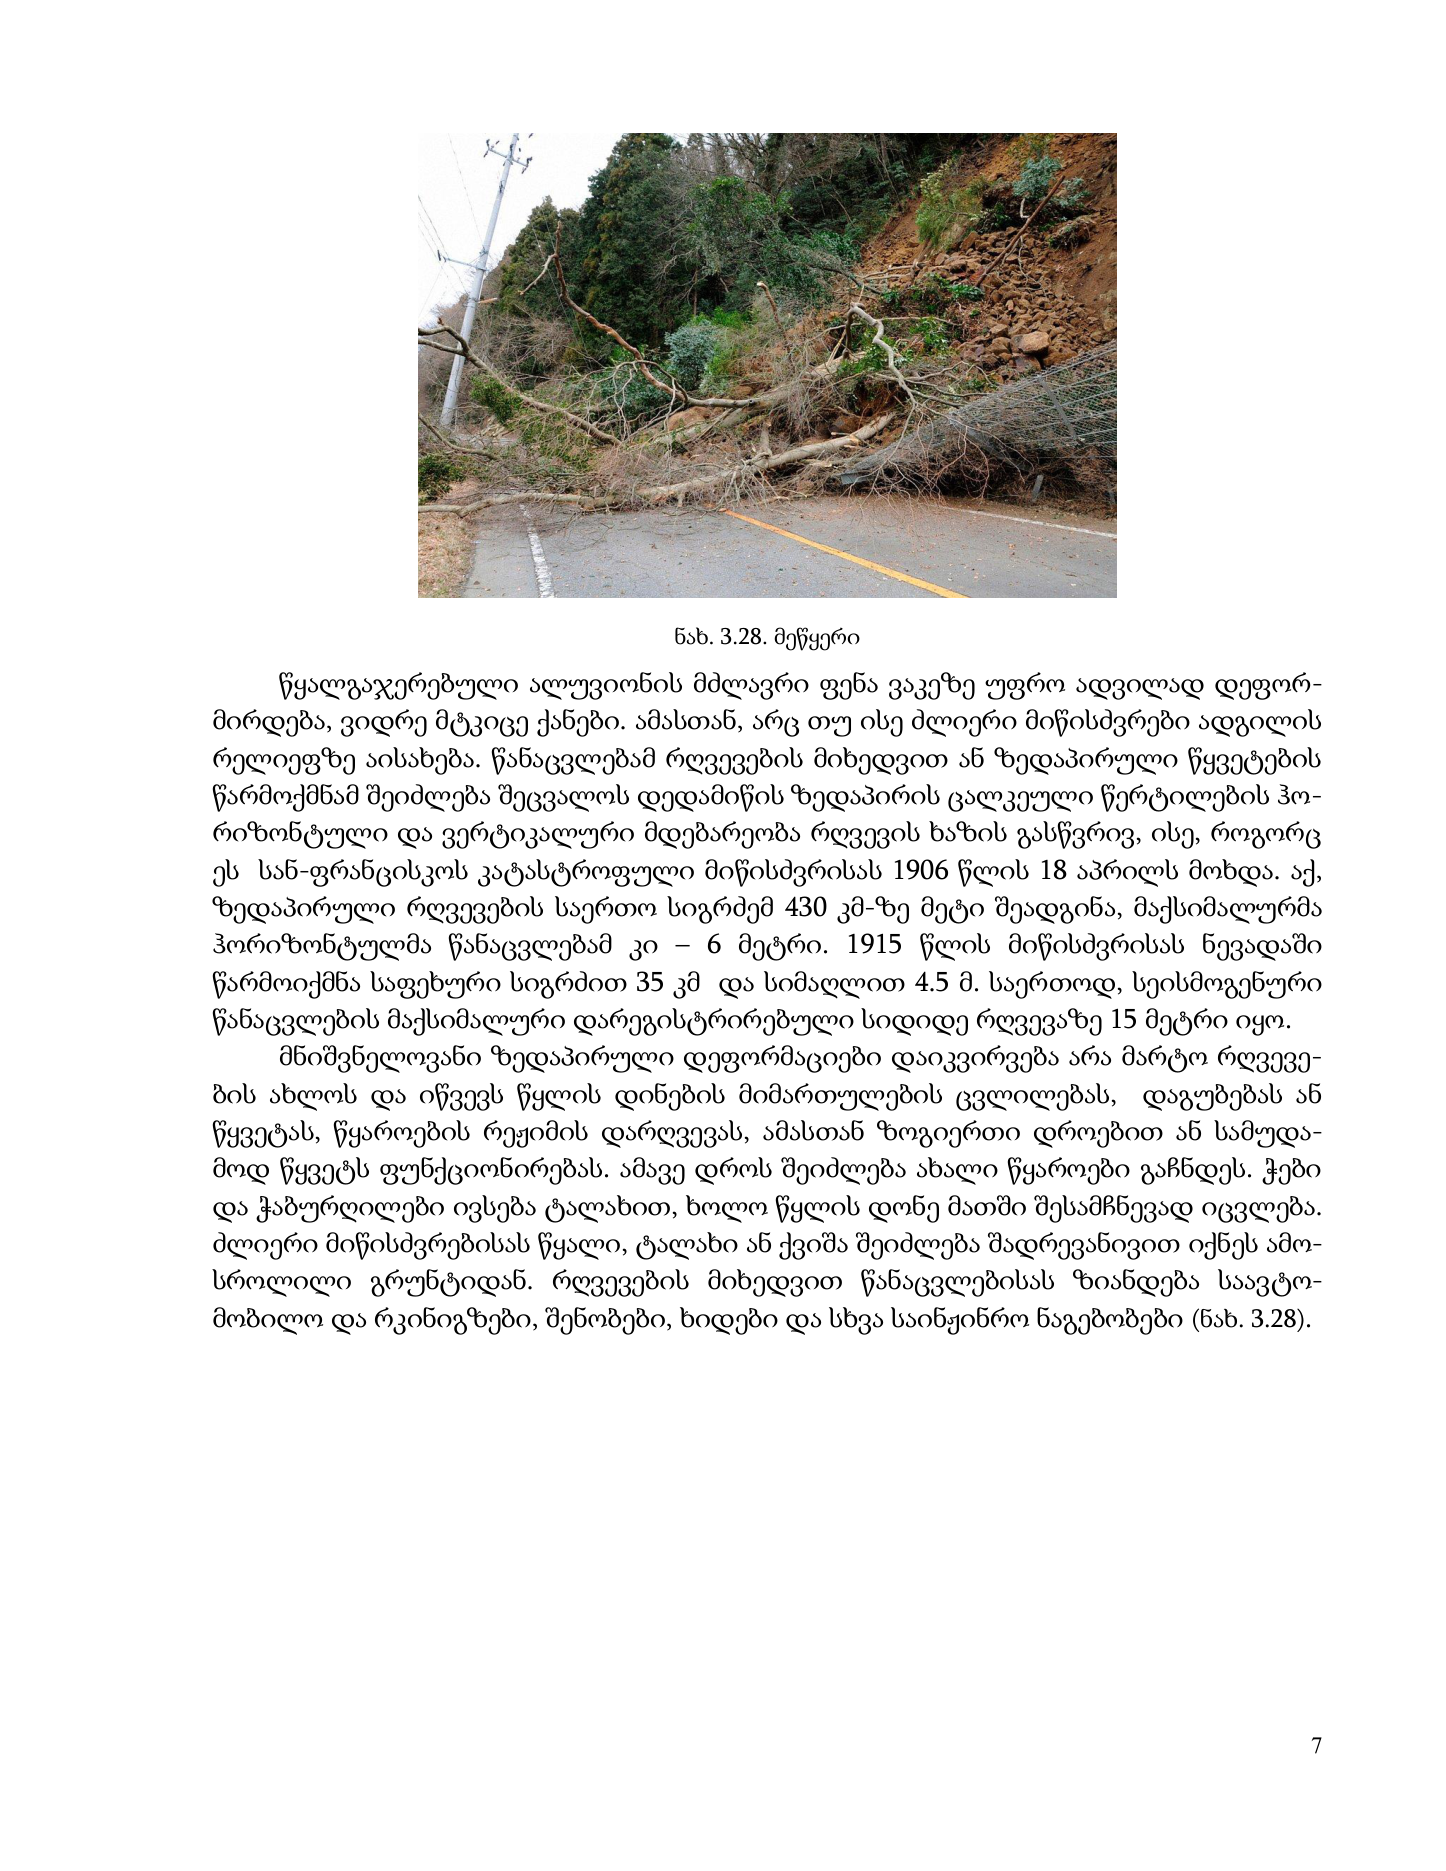 ნახ. 3.28. მეწყერი
წყალგაჯერებული ალუვიონის მძლავრი ფენა ვაკეზე უფრო ადვილად დეფორ-
მირდება, ვიდრე მტკიცე ქანები. ამასთან, არც თუ ისე ძლიერი მიწისძვრები ადგილის
რელიეფზე აისახება. წანაცვლებამ რღვევების მიხედვით ან ზედაპირული წყვეტების
წარმოქმნამ შეიძლება შეცვალოს დედამიწის ზედაპირის ცალკეული წერტილების ჰო-
რიზონტული და ვერტიკალური მდებარეობა რღვევის ხაზის გასწვრივ, ისე, როგორც
ეს სან-ფრანცისკოს კატასტროფული მიწისძვრისას 1906 წლის 18 აპრილს მოხდა. აქ,
ზედაპირული რღვევების საერთო სიგრძემ 430 კმ-ზე მეტი შეადგინა, მაქსიმალურმა
ჰორიზონტულმა წანაცვლებამ კი – 6 მეტრი. 1915 წლის მიწისძვრისას ნევადაში
წარმოიქმნა საფეხური სიგრძით 35 კმ და სიმაღლით 4.5 მ. საერთოდ, სეისმოგენური
წანაცვლების მაქსიმალური დარეგისტრირებული სიდიდე რღვევაზე 15 მეტრი იყო.
მნიშვნელოვანი ზედაპირული დეფორმაციები დაიკვირვება არა მარტო რღვევე-
ბის ახლოს და იწვევს წყლის დინების მიმართულების ცვლილებას, დაგუბებას ან
წყვეტას, წყაროების რეჟიმის დარღვევას, ამასთან ზოგიერთი დროებით ან სამუდა-
მოდ წყვეტს ფუნქციონირებას. ამავე დროს შეიძლება ახალი წყაროები გაჩნდეს. ჭები
და ჭაბურღილები ივსება ტალახით, ხოლო წყლის დონე მათში შესამჩნევად იცვლება.
ძლიერი მიწისძვრებისას წყალი, ტალახი ან ქვიშა შეიძლება შადრევანივით იქნეს ამო-
სროლილი გრუნტიდან. რღვევების მიხედვით წანაცვლებისას ზიანდება საავტო-
მობილო და რკინიგზები, შენობები, ხიდები და სხვა საინჟინრო ნაგებობები (ნახ. 3.28).
7